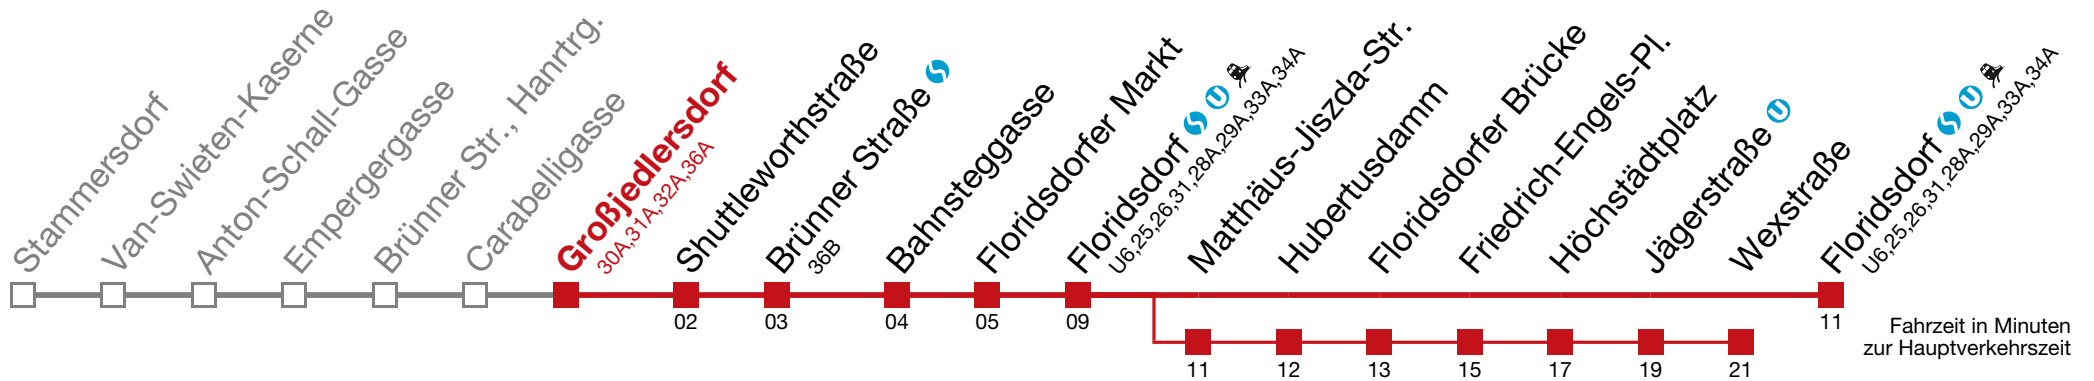 Stammersdorf
Van-Swieten-Kaserne
Anton-Schall-Gasse
Empergergasse
Brünner Str., Hanrtrg.
Carabelligasse
Großjedlersdorf
30A,31A,32A,36A
Shuttleworthstraße
Brünner Straße S
36B
Bahnsteggasse
Floridsdorfer Markt
Floridsdorf S U
U6,25,26,31,28A,29A,33A,34A
Matthäus-Jiszda-Str.
Hubertusdamm
Floridsdorfer Brücke
Friedrich-Engels-Pl.
Höchstädtplatz
Jägerstraße U
Wexstraße
Floridsdorf S U
U6,25,26,31,28A,29A,33A,34A
02 03 04 05 09 11
11 12 13 15 17 19 21
Fahrzeit in Minuten
zur Hauptverkehrszeit